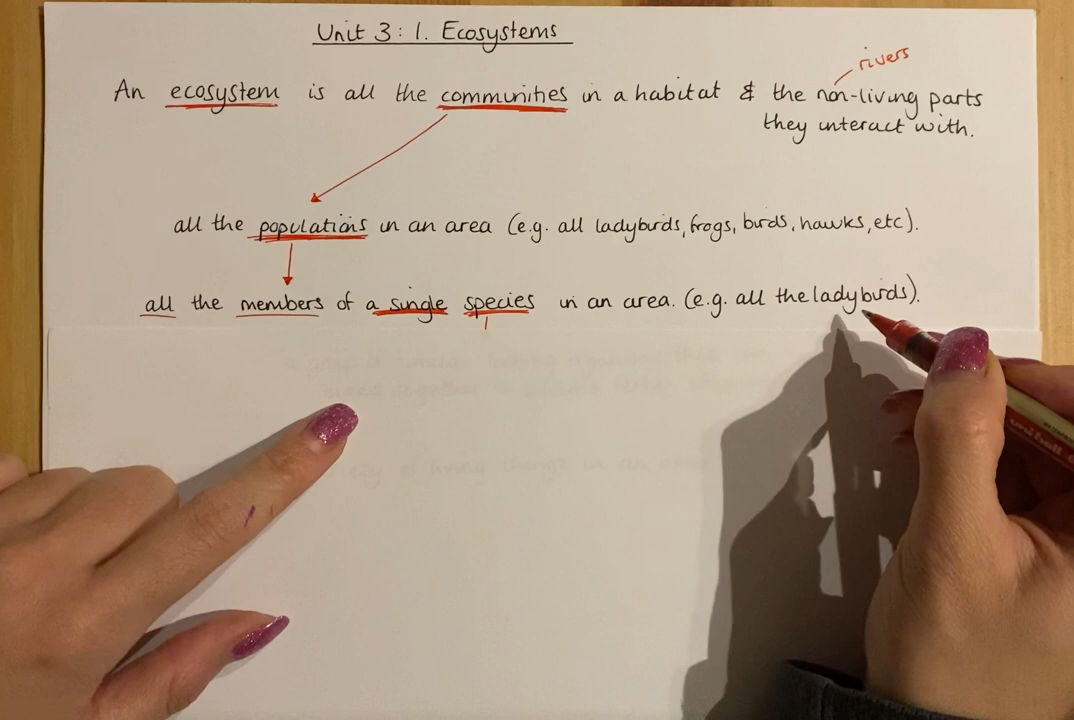 Unit 3: 1. Ecosystems
rivers
An ecosystem is all the communities in a habitat & the non-living parts
they interact with.
all the populations in an area (e.g. all ladybirds, frogs, birds, hawks, etc).
all the members of a single species in an area. (e.g. all the ladybirds).
uni-ball